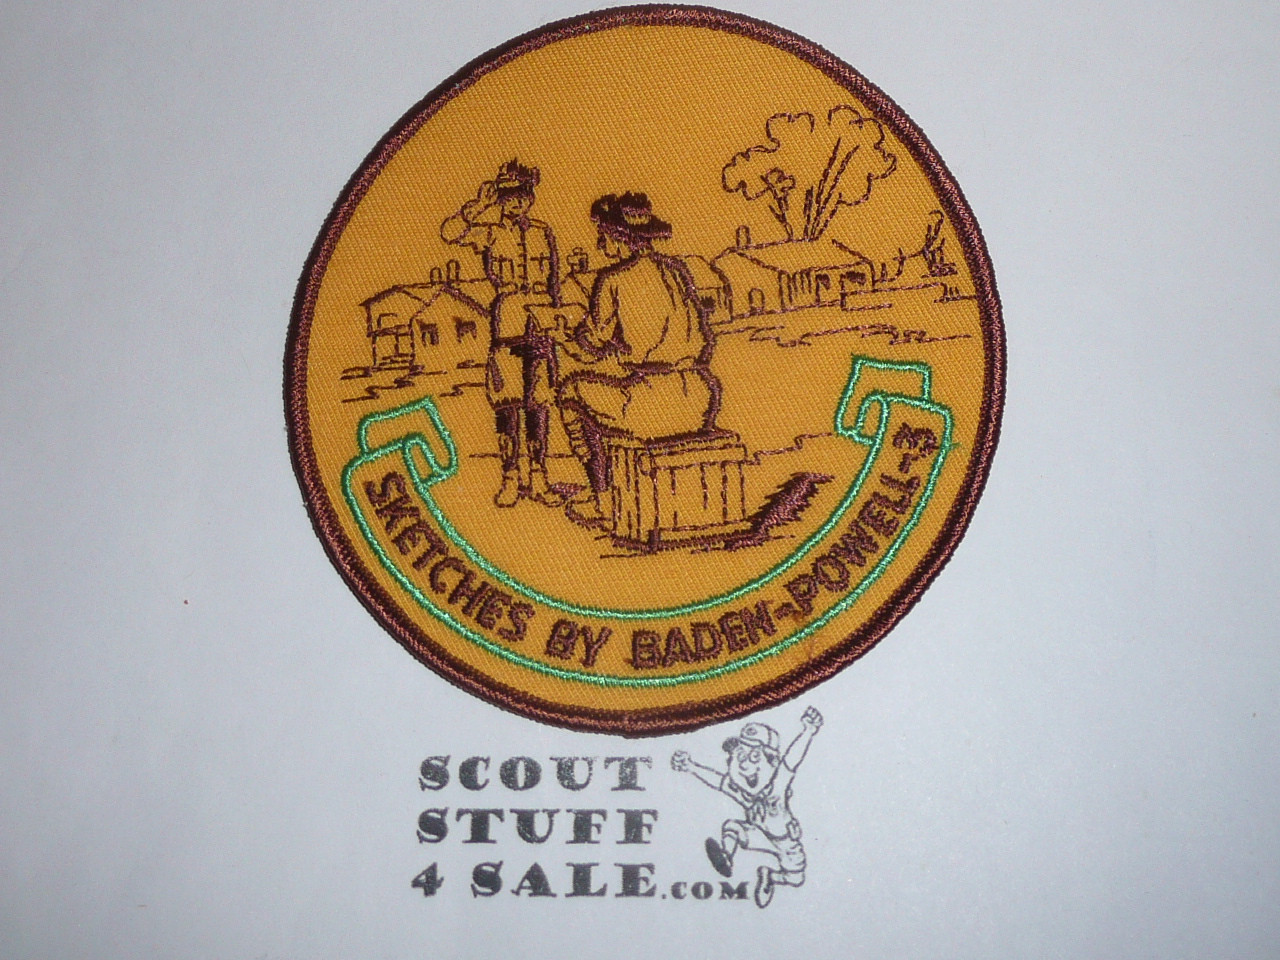 SKETCHES BY BADEN-POWELL-3
SCOUT
STUFF
4 SALE.COM